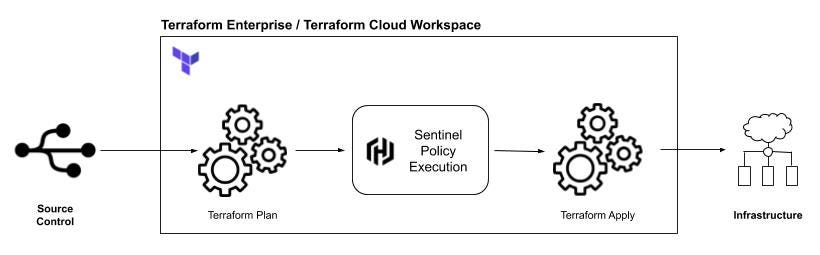 Terraform Enterprise / Terraform Cloud Workspace
Sentinel
Policy
Execution
Source
Control
Terraform Plan
Terraform Apply
Infrastructure